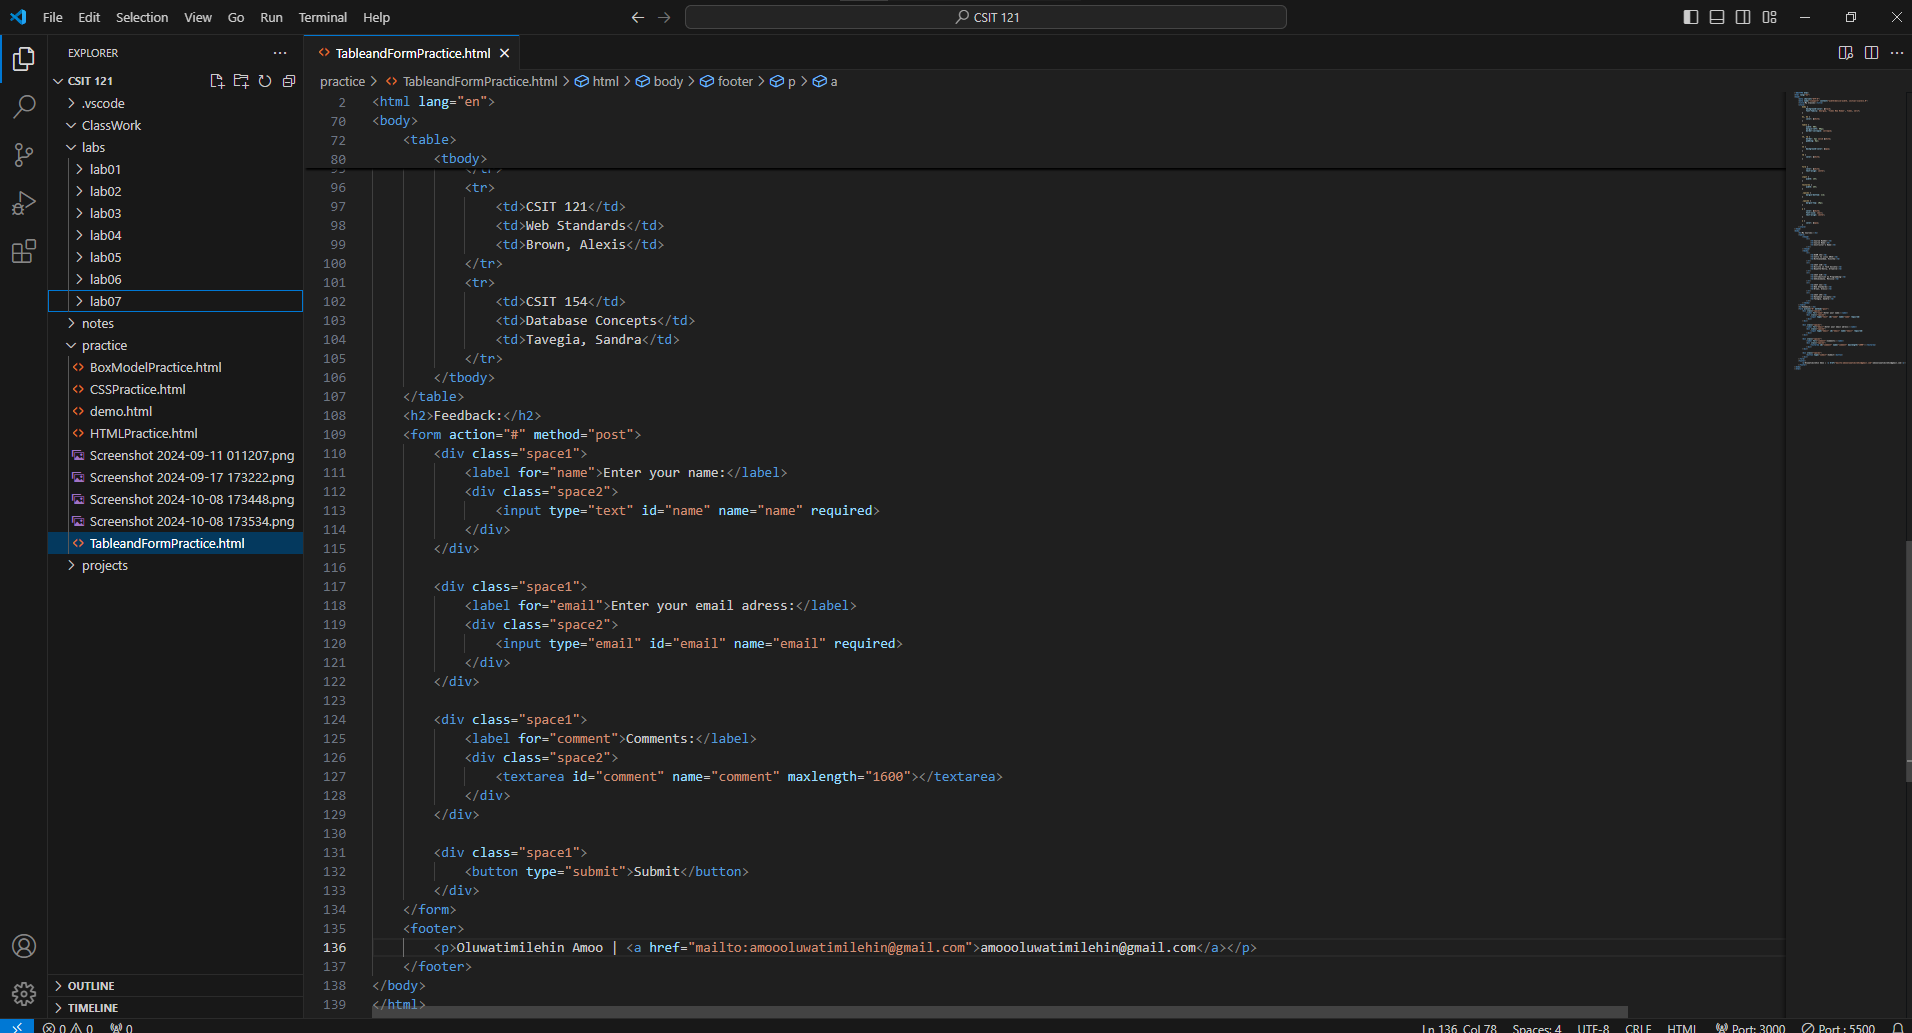 File Edit Selection View Go Run Terminal Help
CSIT 121
EXPLORER
CSIT 121
.vscode
ClassWork
labs
lab01
lab02
lab03
lab04
lab05
lab06
lab07
notes
practice
BoxModelPractice.html
CSSPractice.html
demo.html
HTMLPractice.html
Screenshot 2024-09-11 011207.png
Screenshot 2024-09-17 173222.png
Screenshot 2024-10-08 173448.png
Screenshot 2024-10-08 173534.png
TableandFormPractice.html
projects
OUTLINE
TIMELINE
TableandFormPractice.html
practice > TableandFormPractice.html > html > body > footer > p > a
2 <html lang="en">
70 <body>
72 <table>
80 <tbody>
95 </tr>
96 <tr>
97 <td>CSIT 121</td>
98 <td>Web Standards</td>
99 <td>Brown, Alexis</td>
100 </tr>
101 <tr>
102 <td>CSIT 154</td>
103 <td>Database Concepts</td>
104 <td>Tavegia, Sandra</td>
105 </tr>
106 </tbody>
107 </table>
108 <h2>Feedback:</h2>
109 <form action="#" method="post">
110 <div class="space1">
111 <label for="name">Enter your name:</label>
112 <div class="space2">
113 <input type="text" id="name" name="name" required>
114 </div>
115 </div>
116
117 <div class="space1">
118 <label for="email">Enter your email adress:</label>
119 <div class="space2">
120 <input type="email" id="email" name="email" required>
121 </div>
122 </div>
123
124 <div class="space1">
125 <label for="comment">Comments:</label>
126 <div class="space2">
127 <textarea id="comment" name="comment" maxlength="1600"></textarea>
128 </div>
129 </div>
130
131 <div class="space1">
132 <button type="submit">Submit</button>
133 </div>
134 </form>
135 <footer>
136 <p>Oluwatimilehin Amoo | <a href="mailto:amoooluwatimilehin@gmail.com">amoooluwatimilehin@gmail.com</a></p>
137 </footer>
138 </body>
139 </html>
0 0 0 Ln 136, Col 78 Spaces: 4 UTF-8 CRLF HTML Port: 3000 Port : 5500